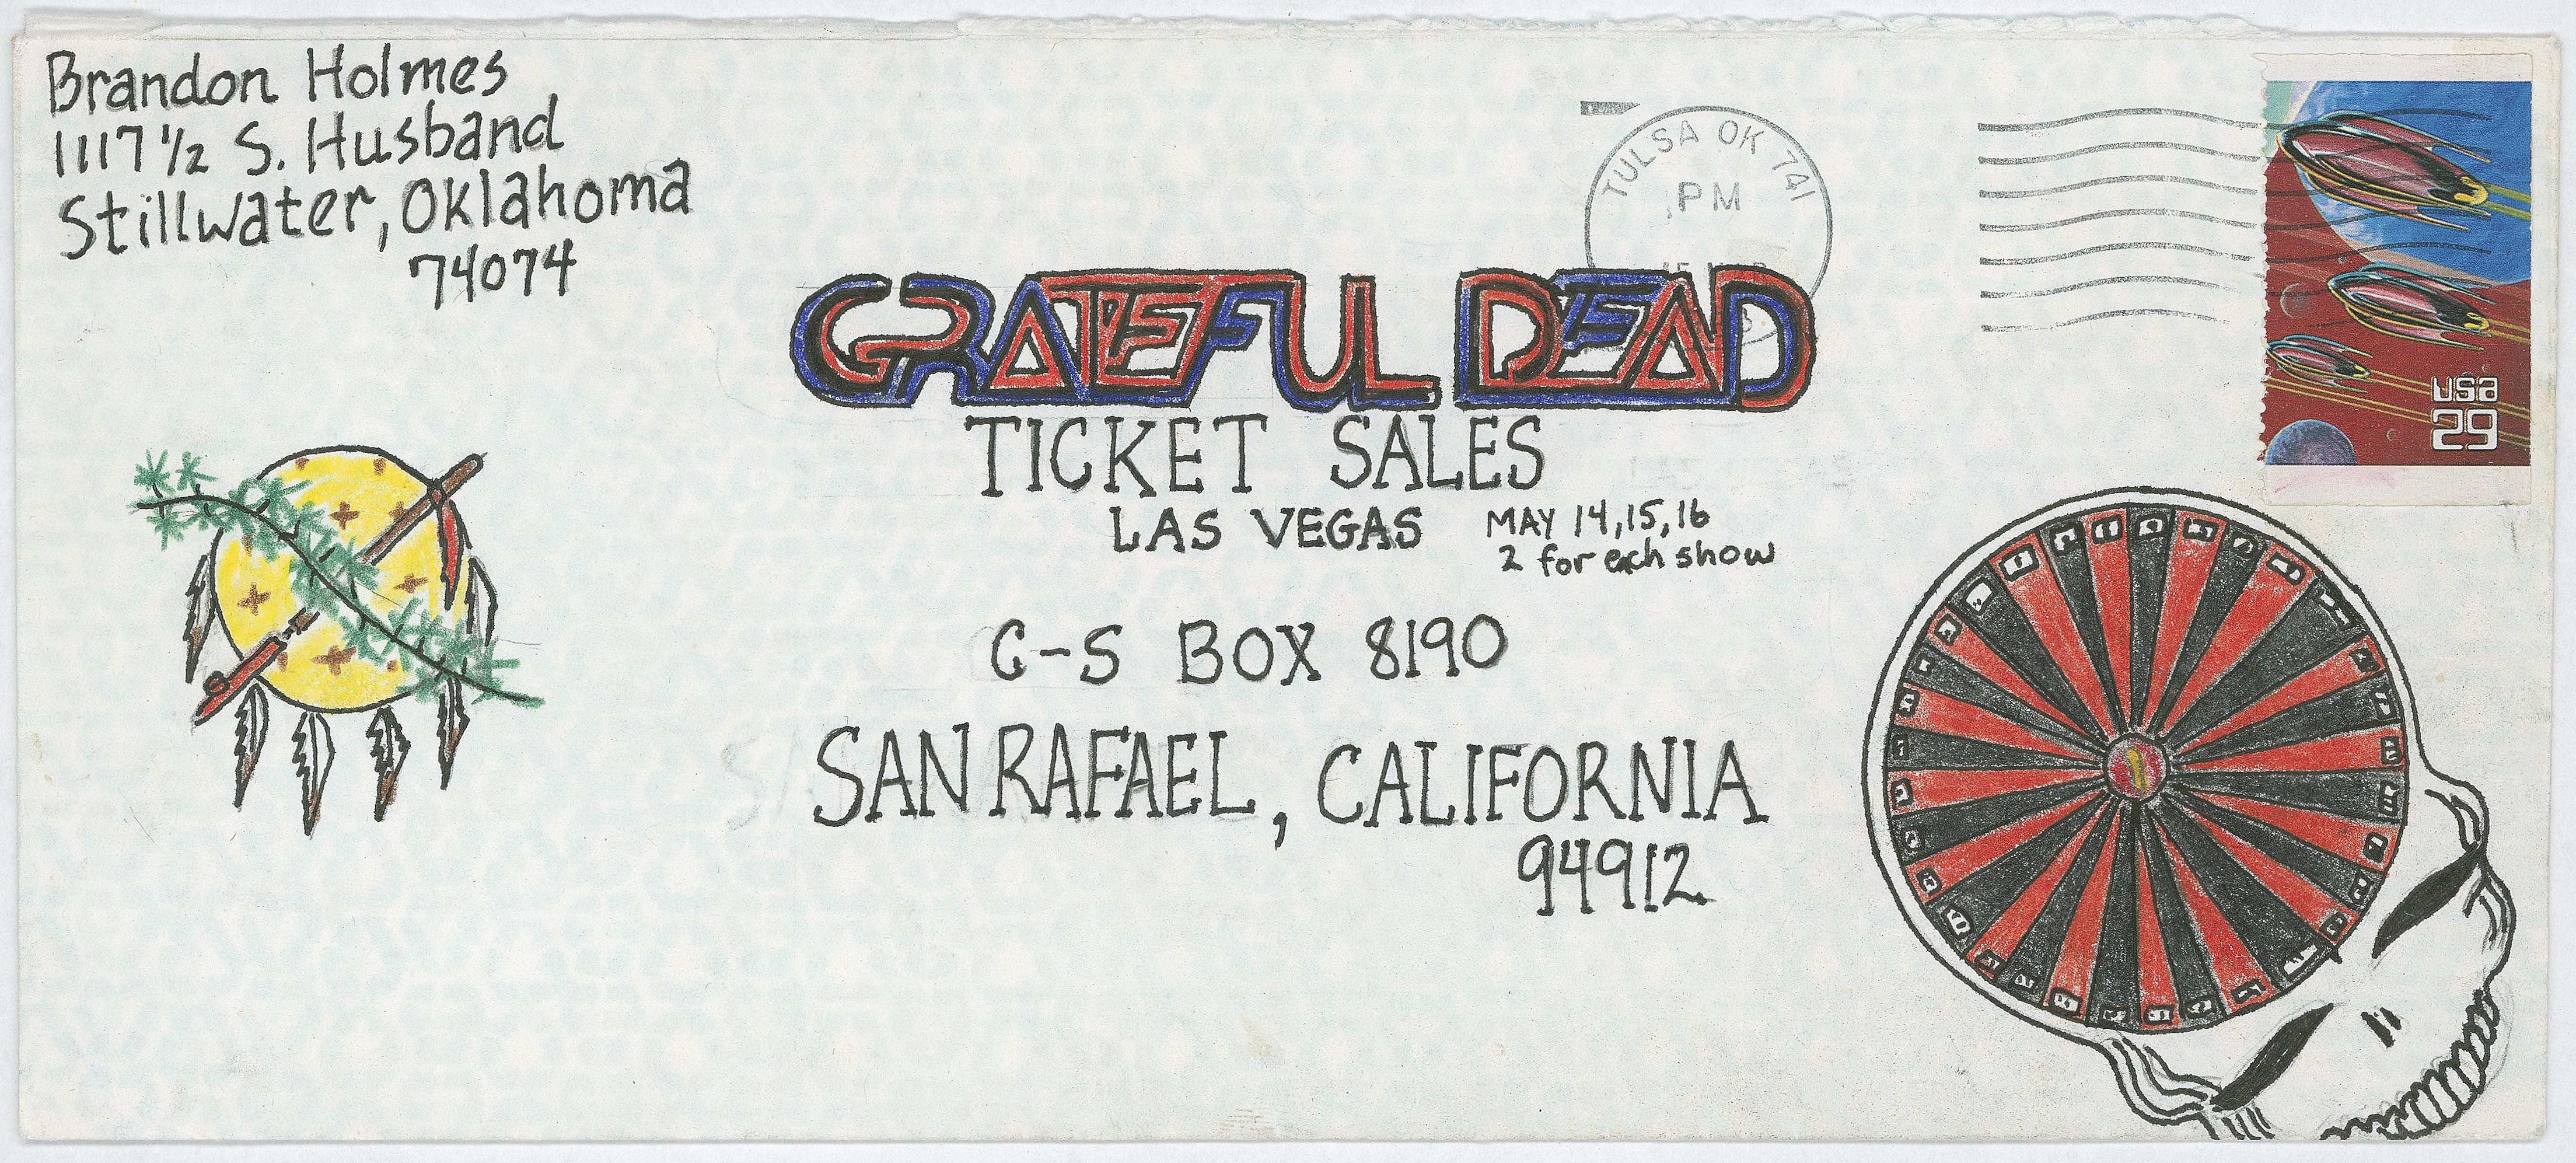 Brandon Holmes
1117 1/2 S. Husband
Stillwater, Oklahoma
74074
TULSA OK 741
PM
USA
29
GRATEFUL DEAD
TICKET SALES
LAS VEGAS
MAY 14,15,16
2 for each show
C-S BOX 8190
SAN RAFAEL, CALIFORNIA
94912